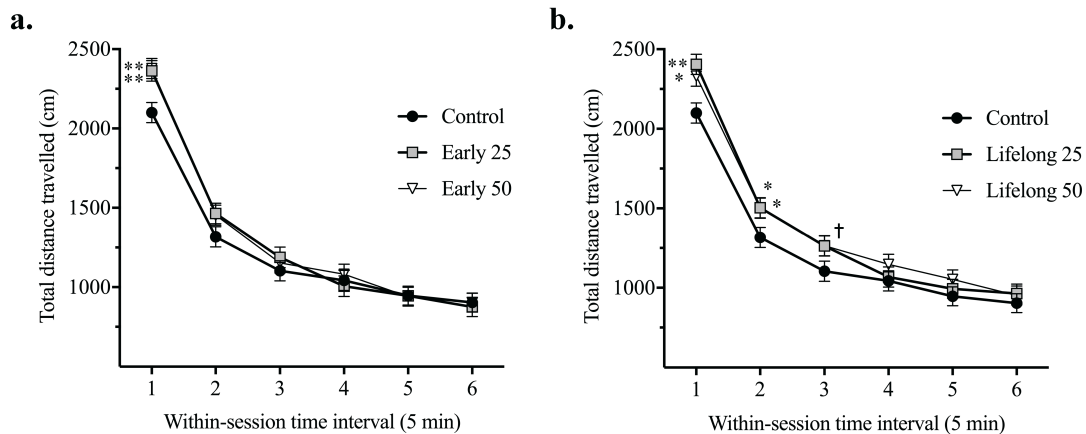 a.
Total distance travelled (cm)
2500
2000
1500
1000
**
**
Control
Early 25
Early 50
1 2 3 4 5 6
Within-session time interval (5 min)
b.
Total distance travelled (cm)
2500
2000
1500
1000
**
*
*
*
†
Control
Lifelong 25
Lifelong 50
1 2 3 4 5 6
Within-session time interval (5 min)